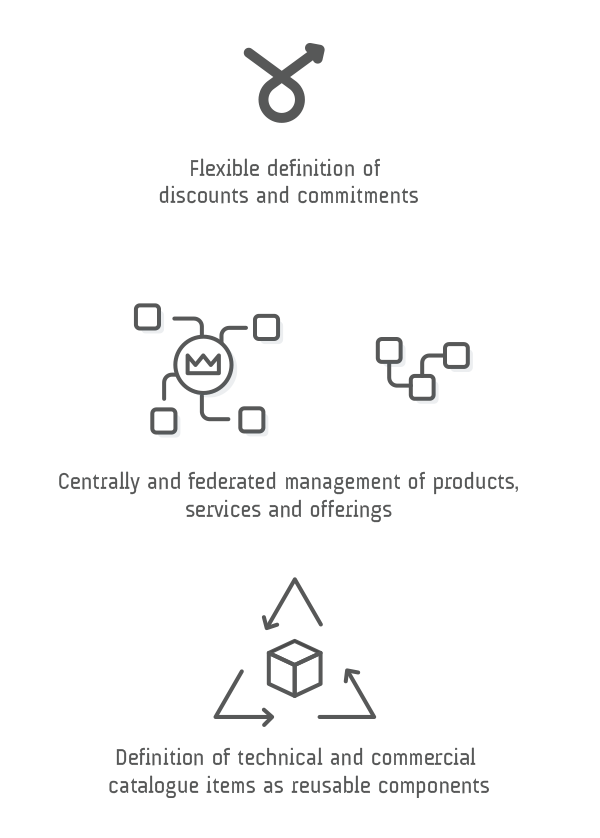 Flexible definition of
discounts and commitments
Centrally and federated management of products,
services and offerings
Definition of technical and commercial
catalogue items as reusable components